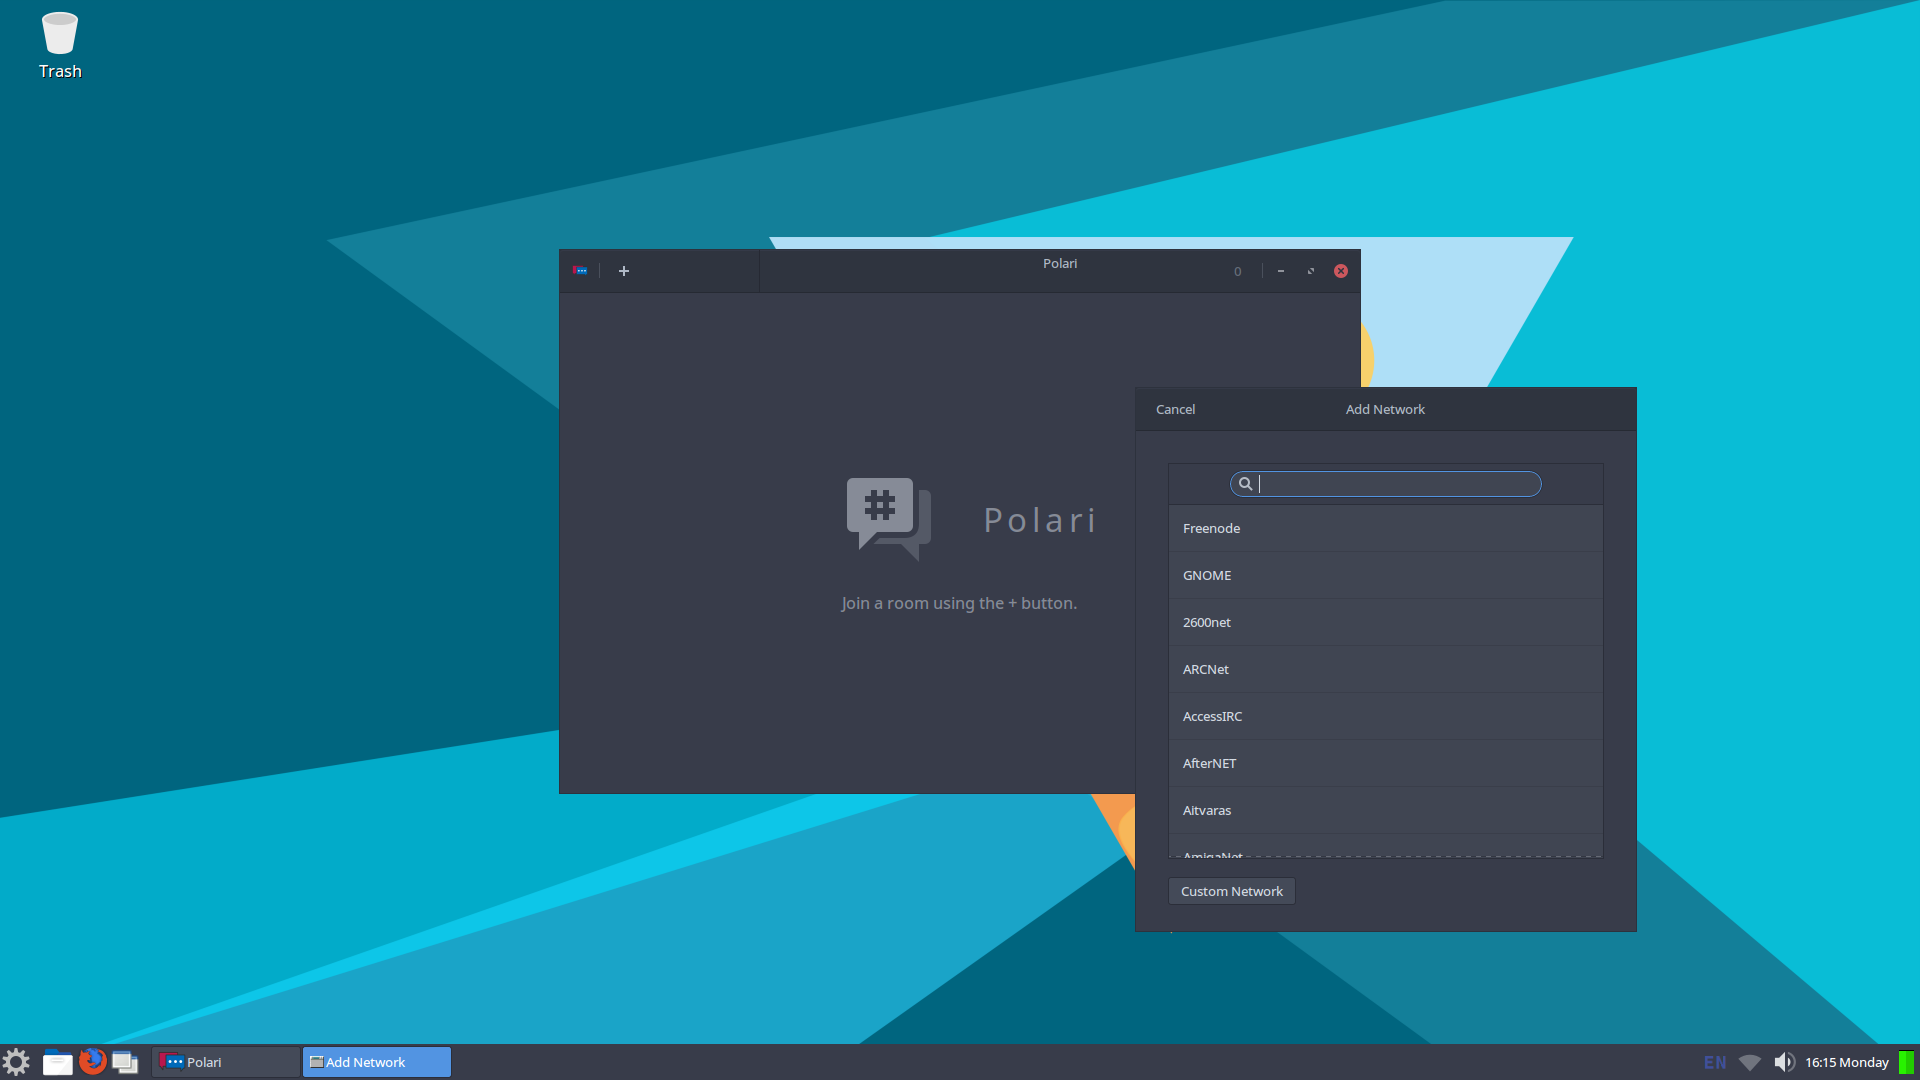 Trash
Polari
0
Cancel
Add Network
Freenode
GNOME
2600net
ARCNet
AccessIRC
AfterNET
Aitvaras
AmigaNet
Custom Network
Polari
Join a room using the + button.
Polari
Add Network
EN
16:15 Monday